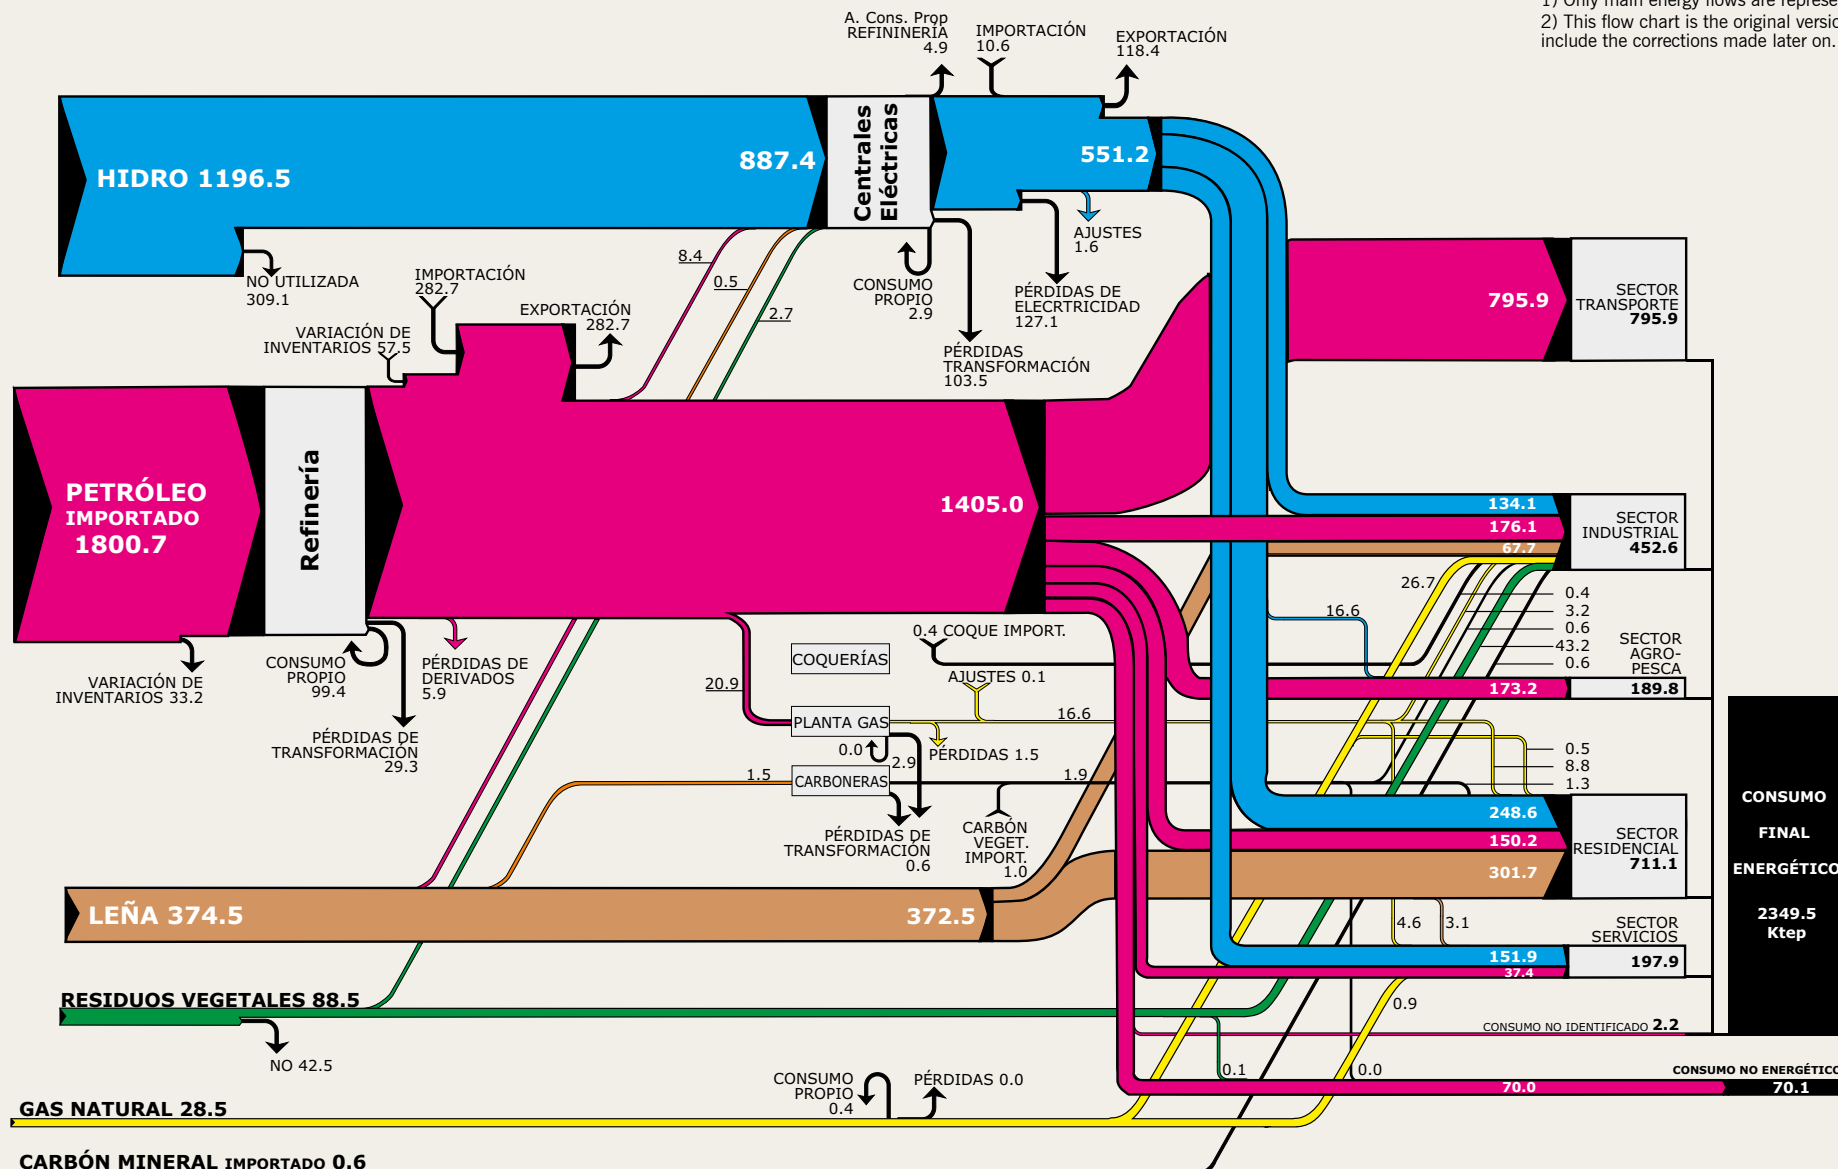 1) Only main energy flows are represe
2) This flow chart is the original versio
include the corrections made later on.
A. Cons. Prop
REFININERÍA
4.9
IMPORTACIÓN
10.6
EXPORTACIÓN
118.4
HIDRO 1196.5
887.4
Centrales
Eléctricas
551.2
NO UTILIZADA
309.1
8.4
0.5
2.7
CONSUMO
PROPIO
2.9
PÉRDIDAS
TRANSFORMACIÓN
103.5
PÉRDIDAS DE
ELECRTRICIDAD
127.1
AJUSTES
1.6
IMPORTACIÓN
282.7
EXPORTACIÓN
282.7
VARIACIÓN DE
INVENTARIOS 57.5
795.9
SECTOR
TRANSPORTE
795.9
PETRÓLEO
IMPORTADO
1800.7
Refinería
1405.0
134.1
176.1
67.7
SECTOR
INDUSTRIAL
452.6
26.7
0.4
3.2
0.6
43.2
0.6
16.6
SECTOR
AGRO-
PESCA
173.2
189.8
VARIACIÓN DE
INVENTARIOS 33.2
CONSUMO
PROPIO
99.4
PÉRDIDAS DE
TRANSFORMACIÓN
29.3
PÉRDIDAS DE
DERIVADOS
5.9
20.9
COQUERÍAS
0.4 COQUE IMPORT.
AJUSTES 0.1
PLANTA GAS
16.6
0.0
2.9
PÉRDIDAS 1.5
1.5
CARBONERAS
1.9
PÉRDIDAS DE
TRANSFORMACIÓN
0.6
CARBÓN
VEGET.
IMPORT.
1.0
0.5
8.8
1.3
248.6
150.2
301.7
SECTOR
RESIDENCIAL
711.1
LEÑA 374.5
372.5
4.6
3.1
SECTOR
SERVICIOS
151.9
37.4
197.9
CONSUMO
FINAL
ENERGÉTICO
2349.5
Ktep
RESIDUOS VEGETALES 88.5
NO 42.5
0.9
CONSUMO NO IDENTIFICADO 2.2
0.1
0.0
CONSUMO NO ENERGÉTICO
70.0
70.1
CONSUMO
PROPIO
0.4
PÉRDIDAS 0.0
GAS NATURAL 28.5
CARBÓN MINERAL IMPORTADO 0.6